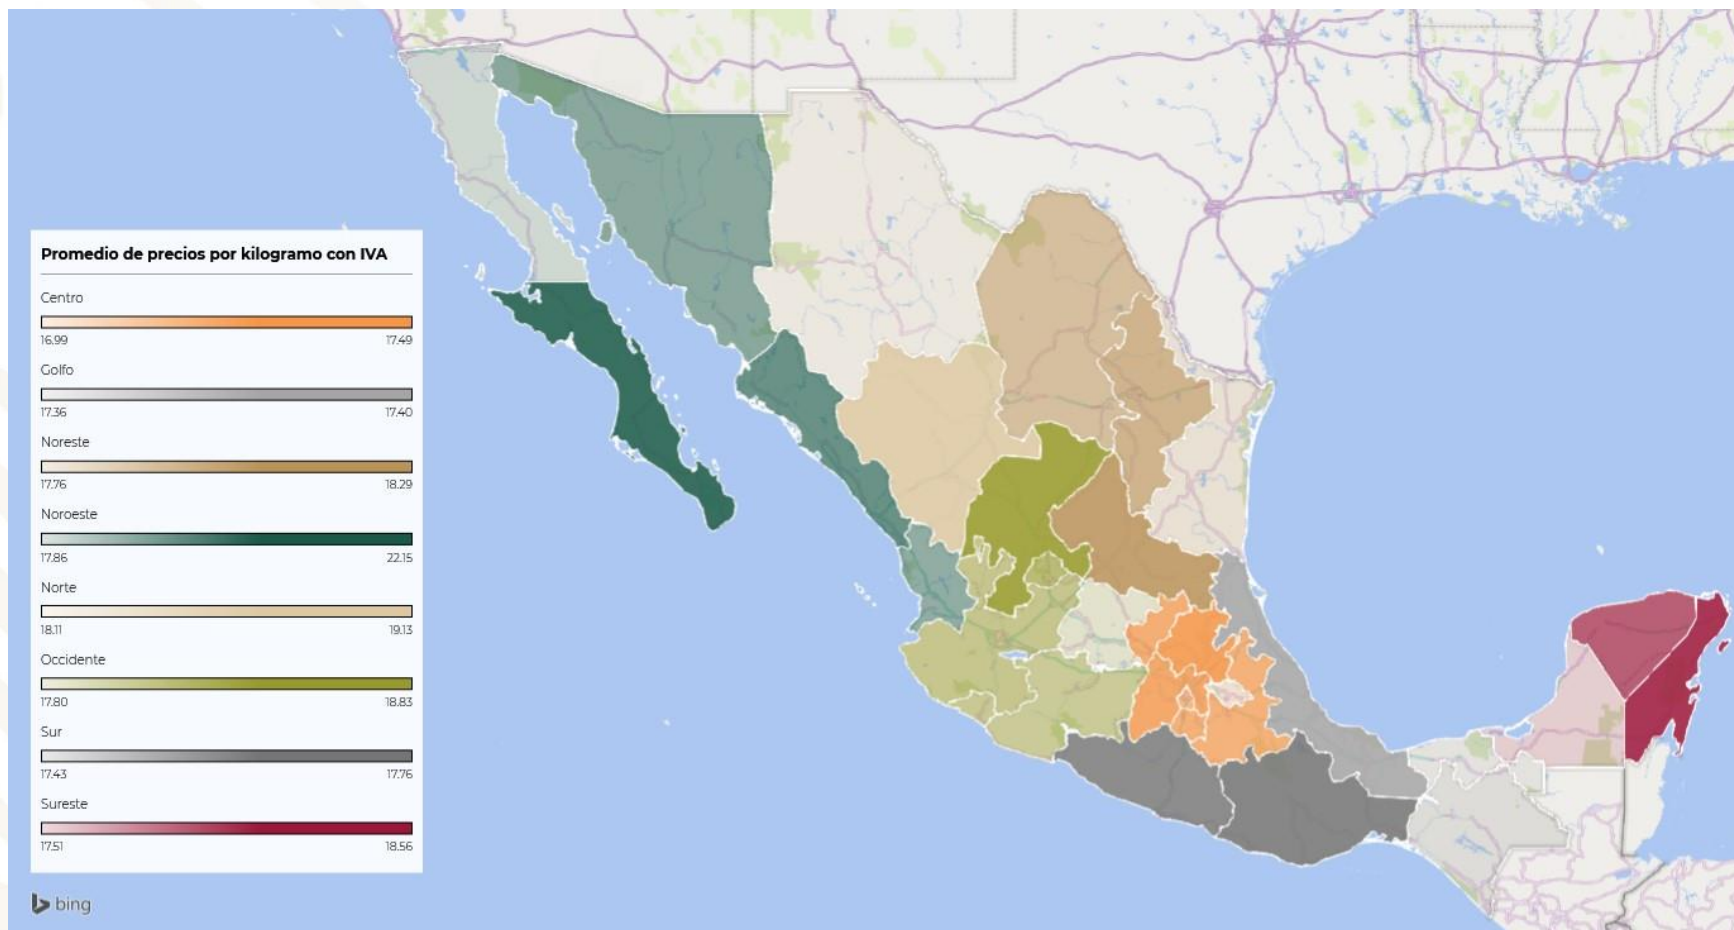 Promedio de precios por kilogramo con IVA
Centro
16.99 17.49
Golfo
17.36 17.40
Noreste
17.76 18.29
Noroeste
17.86 22.15
Norte
18.11 19.13
Occidente
17.80 18.83
Sur
17.43 17.76
Sureste
17.51 18.56
bing